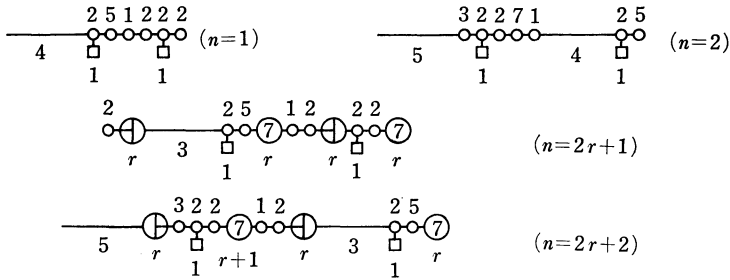 2 5 1 2 2 2
4 1 1 (n=1)
3 2 2 7 1 2 5
5 1 4 1 (n=2)
2 2 5 7 1 2 2 2 7
r 3 1 r r 1 r (n=2r+1)
3 2 2 7 1 2 2 5 7
5 r 1 r+1 r 3 1 r (n=2r+2)